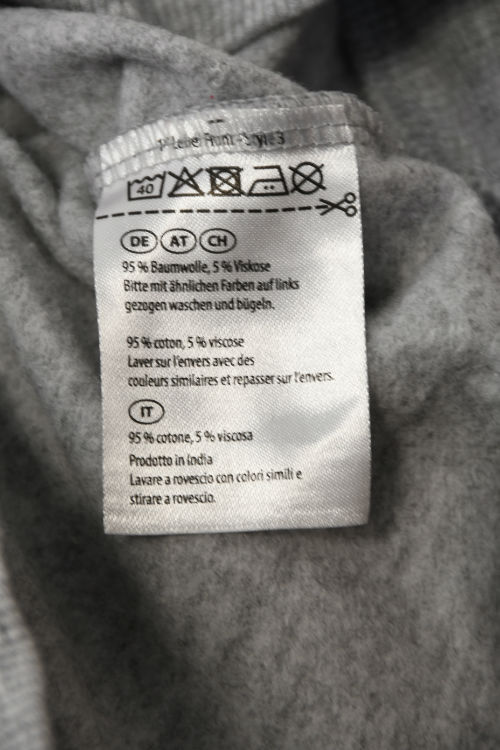 40
DE AT CH
95 % Baumwolle, 5 % Viskose
Bitte mit ähnlichen Farben auf links
gezogen waschen und bügeln.
95 % coton, 5 % viscose
Laver sur l'envers avec des
couleurs similaires et repasser sur l'envers.
IT
95 % cotone, 5 % viscosa
Prodotto in India
Lavare a rovescio con colori simili e
stirare a rovescio.